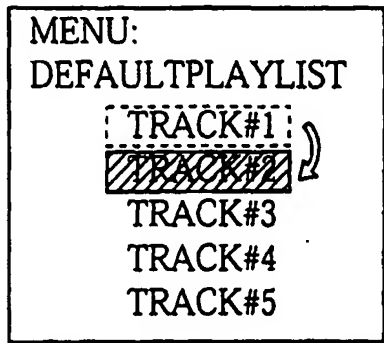 MENU:
DEFAULTPLAYLIST
TRACK#1
TRACK#2
TRACK#3
TRACK#4
TRACK#5